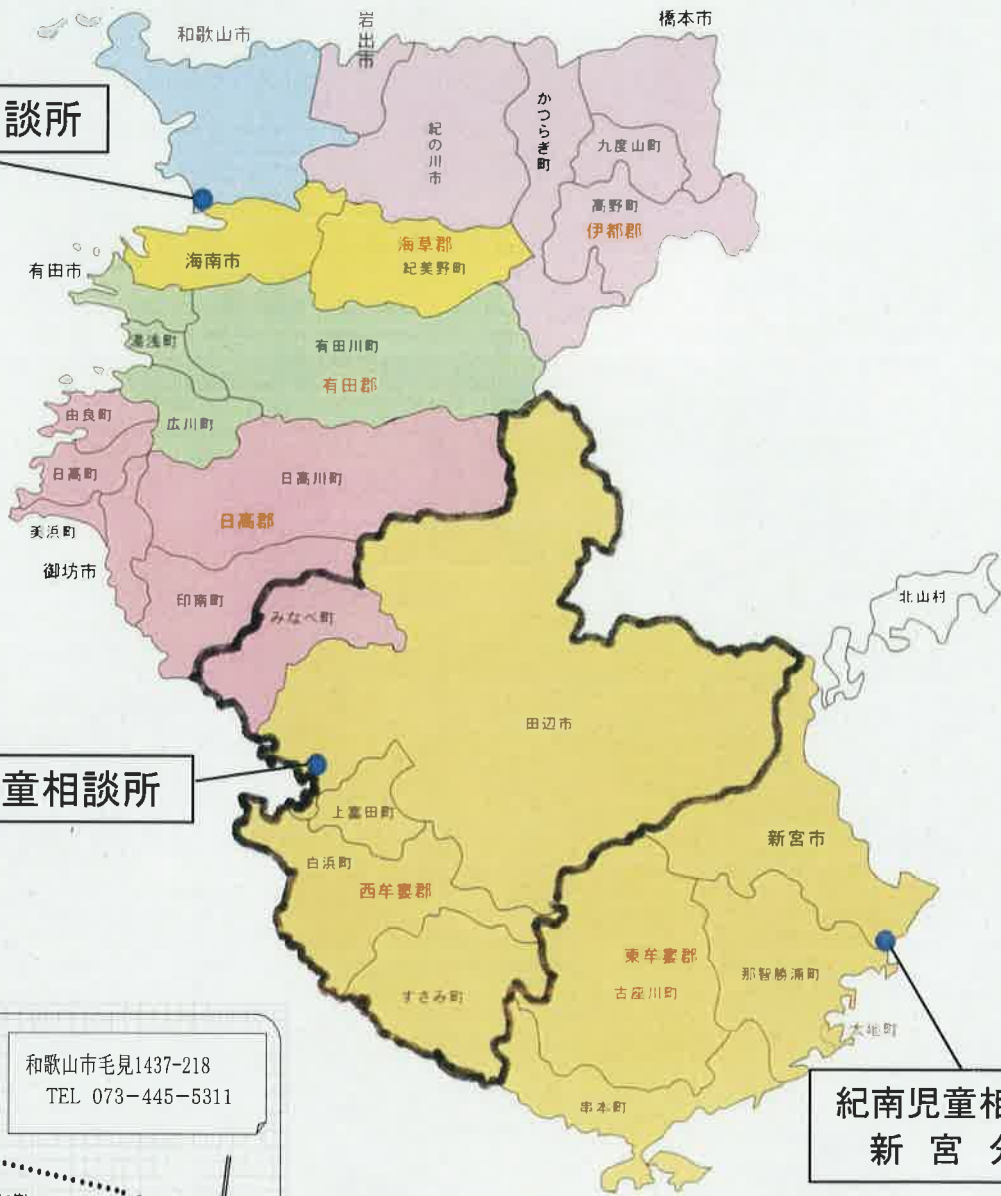 和歌山市
岩出市
橋本市
談所
紀の川市
かつらぎ町
九度山町
高野町
伊都郡
海草郡
紀美野町
海南市
有田市
湯浅町
有田川町
有田郡
広川町
由良町
日高町
日高川町
日高郡
美浜町
御坊市
印南町
みなべ町
北山村
田辺市
童相談所
上富田町
白浜町
西牟婁郡
新宮市
東牟婁郡
古座川町
那智勝浦町
すさみ町
太地町
串本町
和歌山市毛見1437-218
TEL 073-445-5311
紀南児童相
新宮分